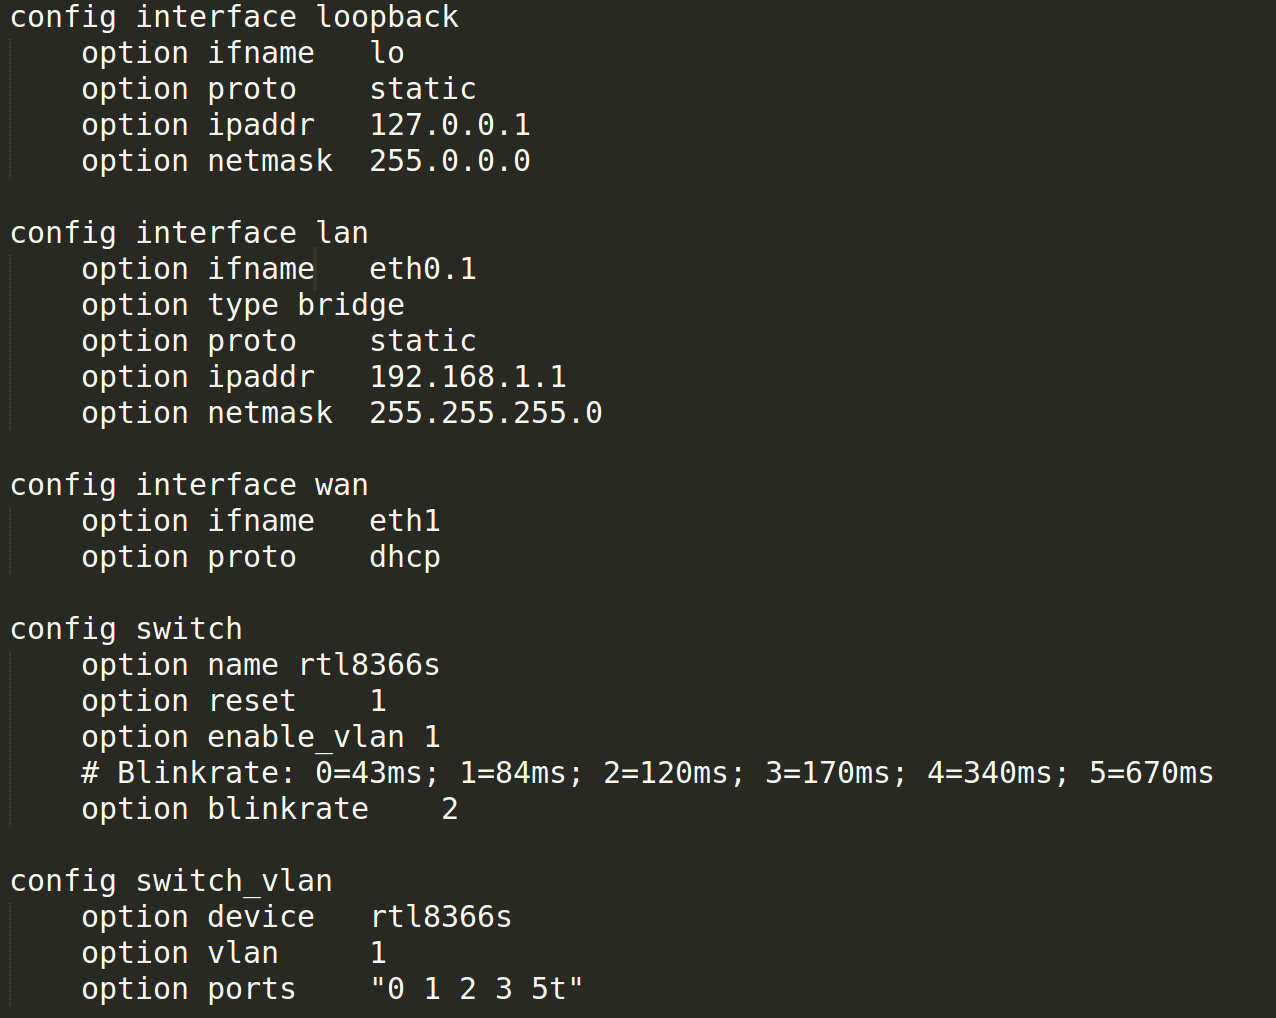 config interface loopback
    option ifname   lo
    option proto    static
    option ipaddr   127.0.0.1
    option netmask  255.0.0.0

config interface lan
    option ifname   eth0.1
    option type bridge
    option proto    static
    option ipaddr   192.168.1.1
    option netmask  255.255.255.0

config interface wan
    option ifname   eth1
    option proto    dhcp

config switch
    option name rtl8366s
    option reset    1
    option enable_vlan 1
    # Blinkrate: 0=43ms; 1=84ms; 2=120ms; 3=170ms; 4=340ms; 5=670ms
    option blinkrate    2

config switch_vlan
    option device   rtl8366s
    option vlan     1
    option ports    "0 1 2 3 5t"